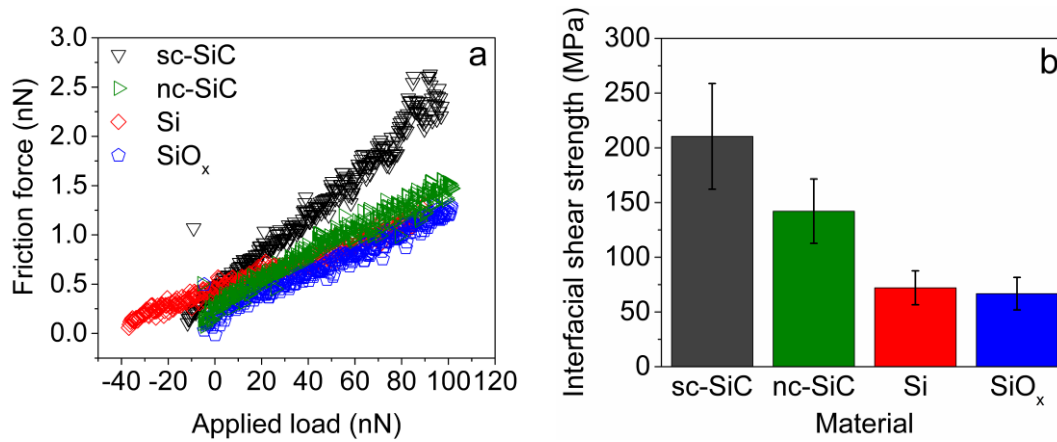 a
3.0
2.5
2.0
1.5
1.0
0.5
0.0
Friction force (nN)
sc-SiC
nc-SiC
Si
SiOx
-40 -20 0 20 40 60 80 100 120
Applied load (nN)
b
300
250
200
150
100
50
0
Interfacial shear strength (MPa)
sc-SiC nc-SiC Si SiOx
Material